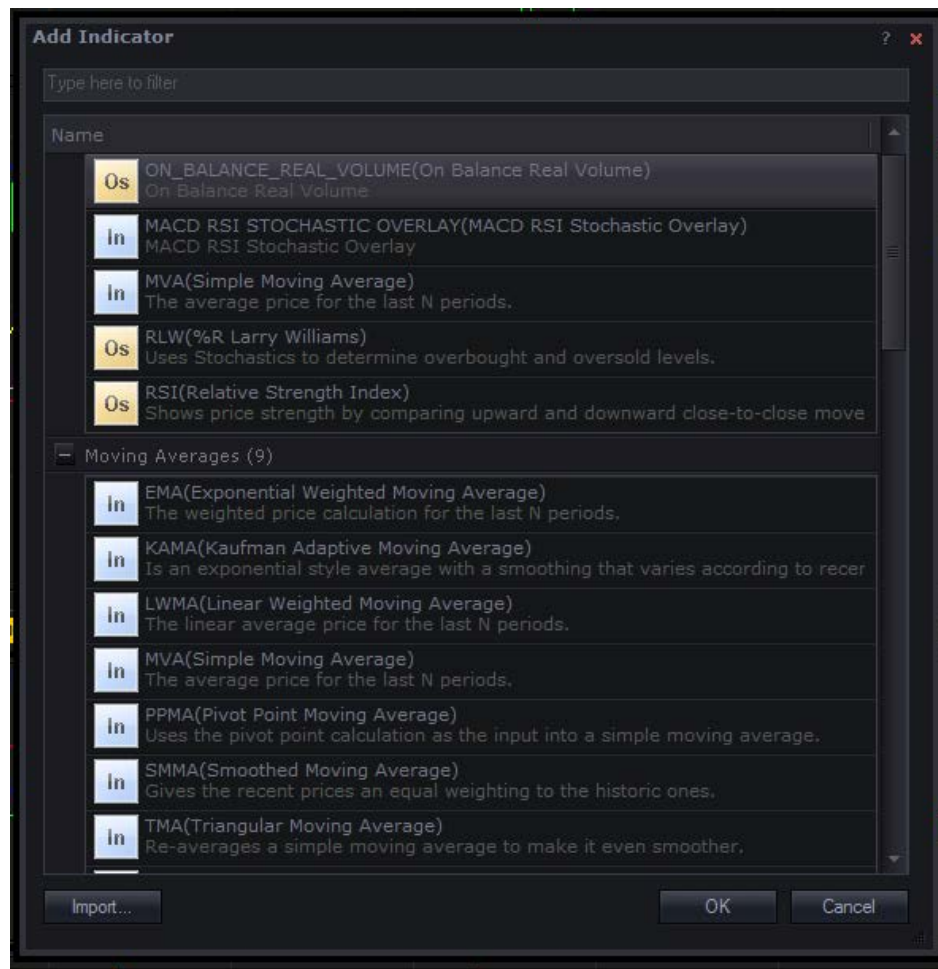 Add Indicator
?
Type here to filter
Name
Os
ON_BALANCE_REAL_VOLUME(On Balance Real Volume)
On Balance Real Volume
In
MACD RSI STOCHASTIC OVERLAY(MACD RSI Stochastic Overlay)
MACD RSI Stochastic Overlay
In
MVA(Simple Moving Average)
The average price for the last N periods.
Os
RLW(%R Larry Williams)
Uses Stochastics to determine overbought and oversold levels.
Os
RSI(Relative Strength Index)
Shows price strength by comparing upward and downward close-to-close move
Moving Averages (9)
In
EMA(Exponential Weighted Moving Average)
The weighted price calculation for the last N periods.
In
KAMA(Kaufman Adaptive Moving Average)
Is an exponential style average with a smoothing that varies according to recer
In
LWMA(Linear Weighted Moving Average)
The linear average price for the last N periods.
In
MVA(Simple Moving Average)
The average price for the last N periods.
In
PPMA(Pivot Point Moving Average)
Uses the pivot point calculation as the input into a simple moving average.
In
SMMA(Smoothed Moving Average)
Gives the recent prices an equal weighting to the historic ones.
In
TMA(Triangular Moving Average)
Re-averages a simple moving average to make it even smoother.
Import...
OK
Cancel